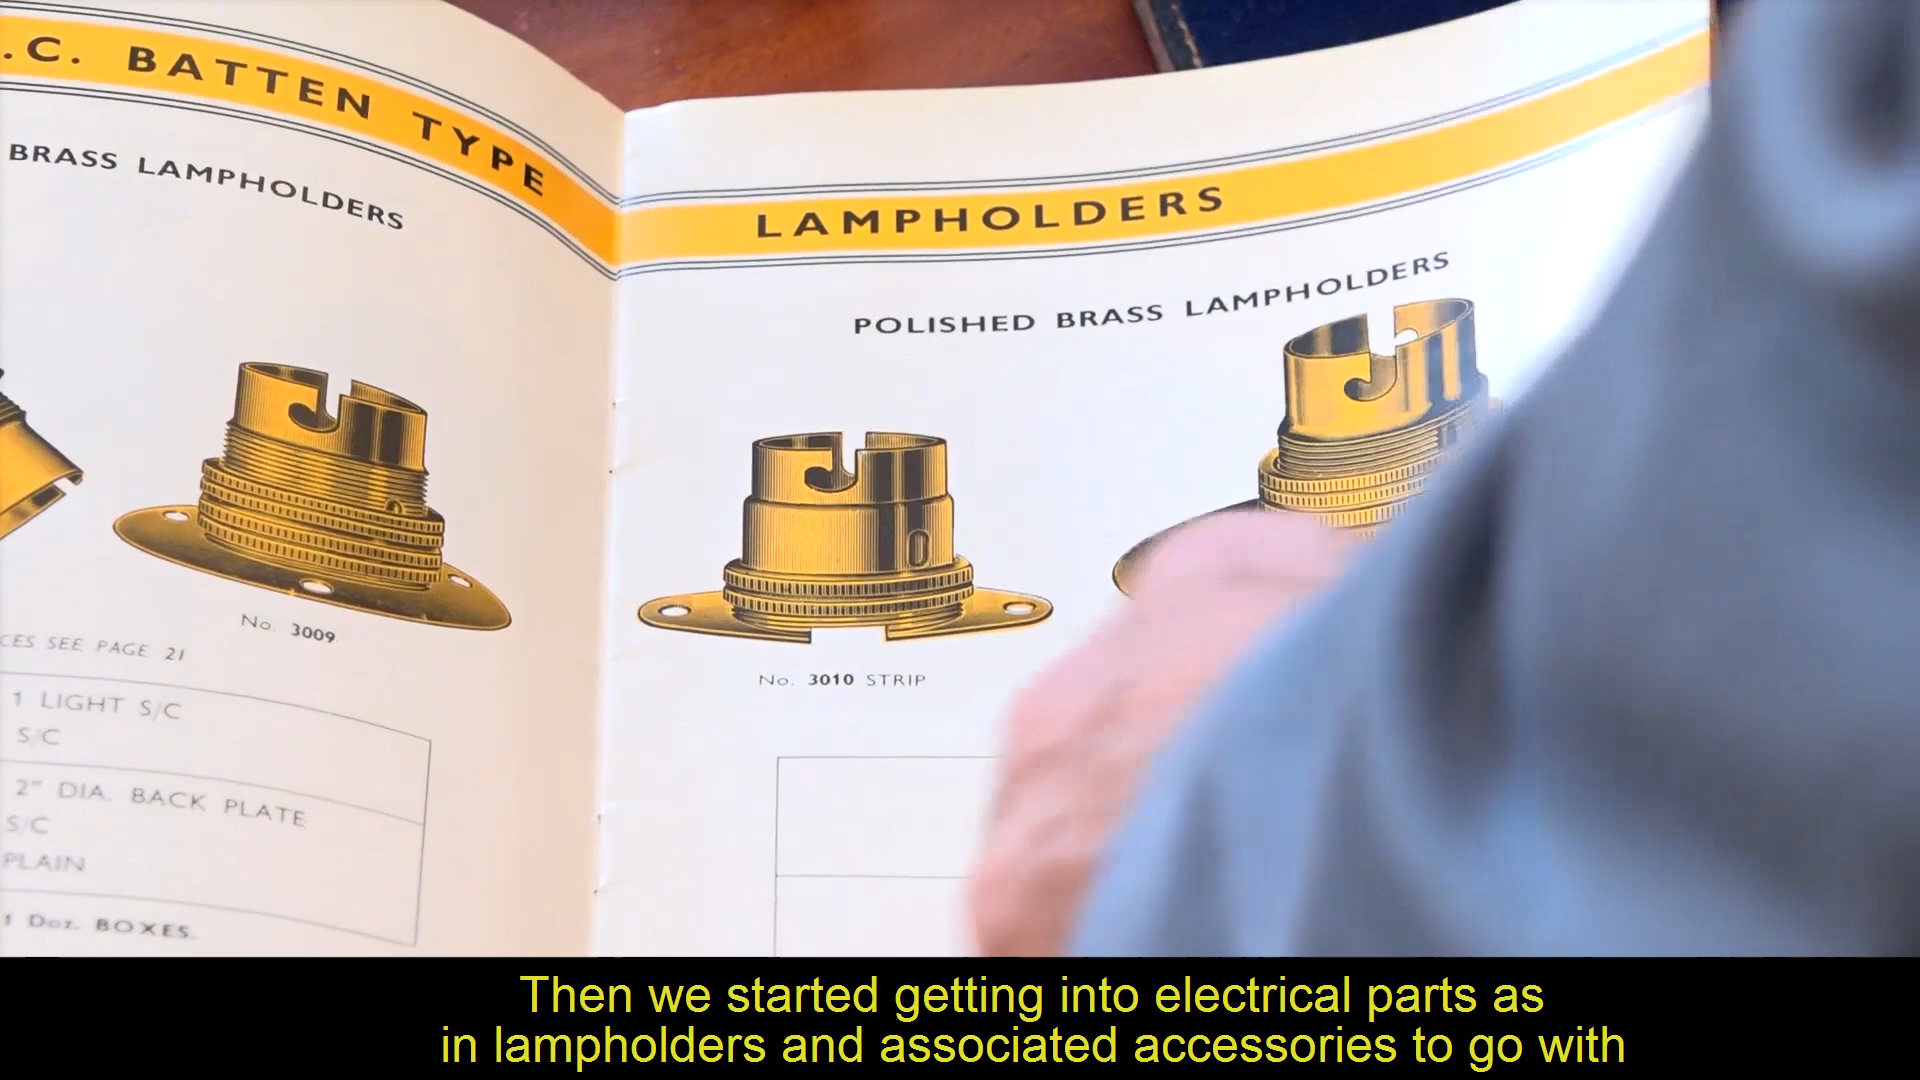 .C. BATTEN TYPE
BRASS LAMPHOLDERS
No. 3009
CES SEE PAGE 21
1 LIGHT S/C
S/C
2" DIA. BACK PLATE
S/C
PLAIN
1 Doz. BOXES.
LAMPHOLDERS
POLISHED BRASS LAMPHOLDERS
No. 3010 STRIP
Then we started getting into electrical parts as
in lampholders and associated accessories to go with